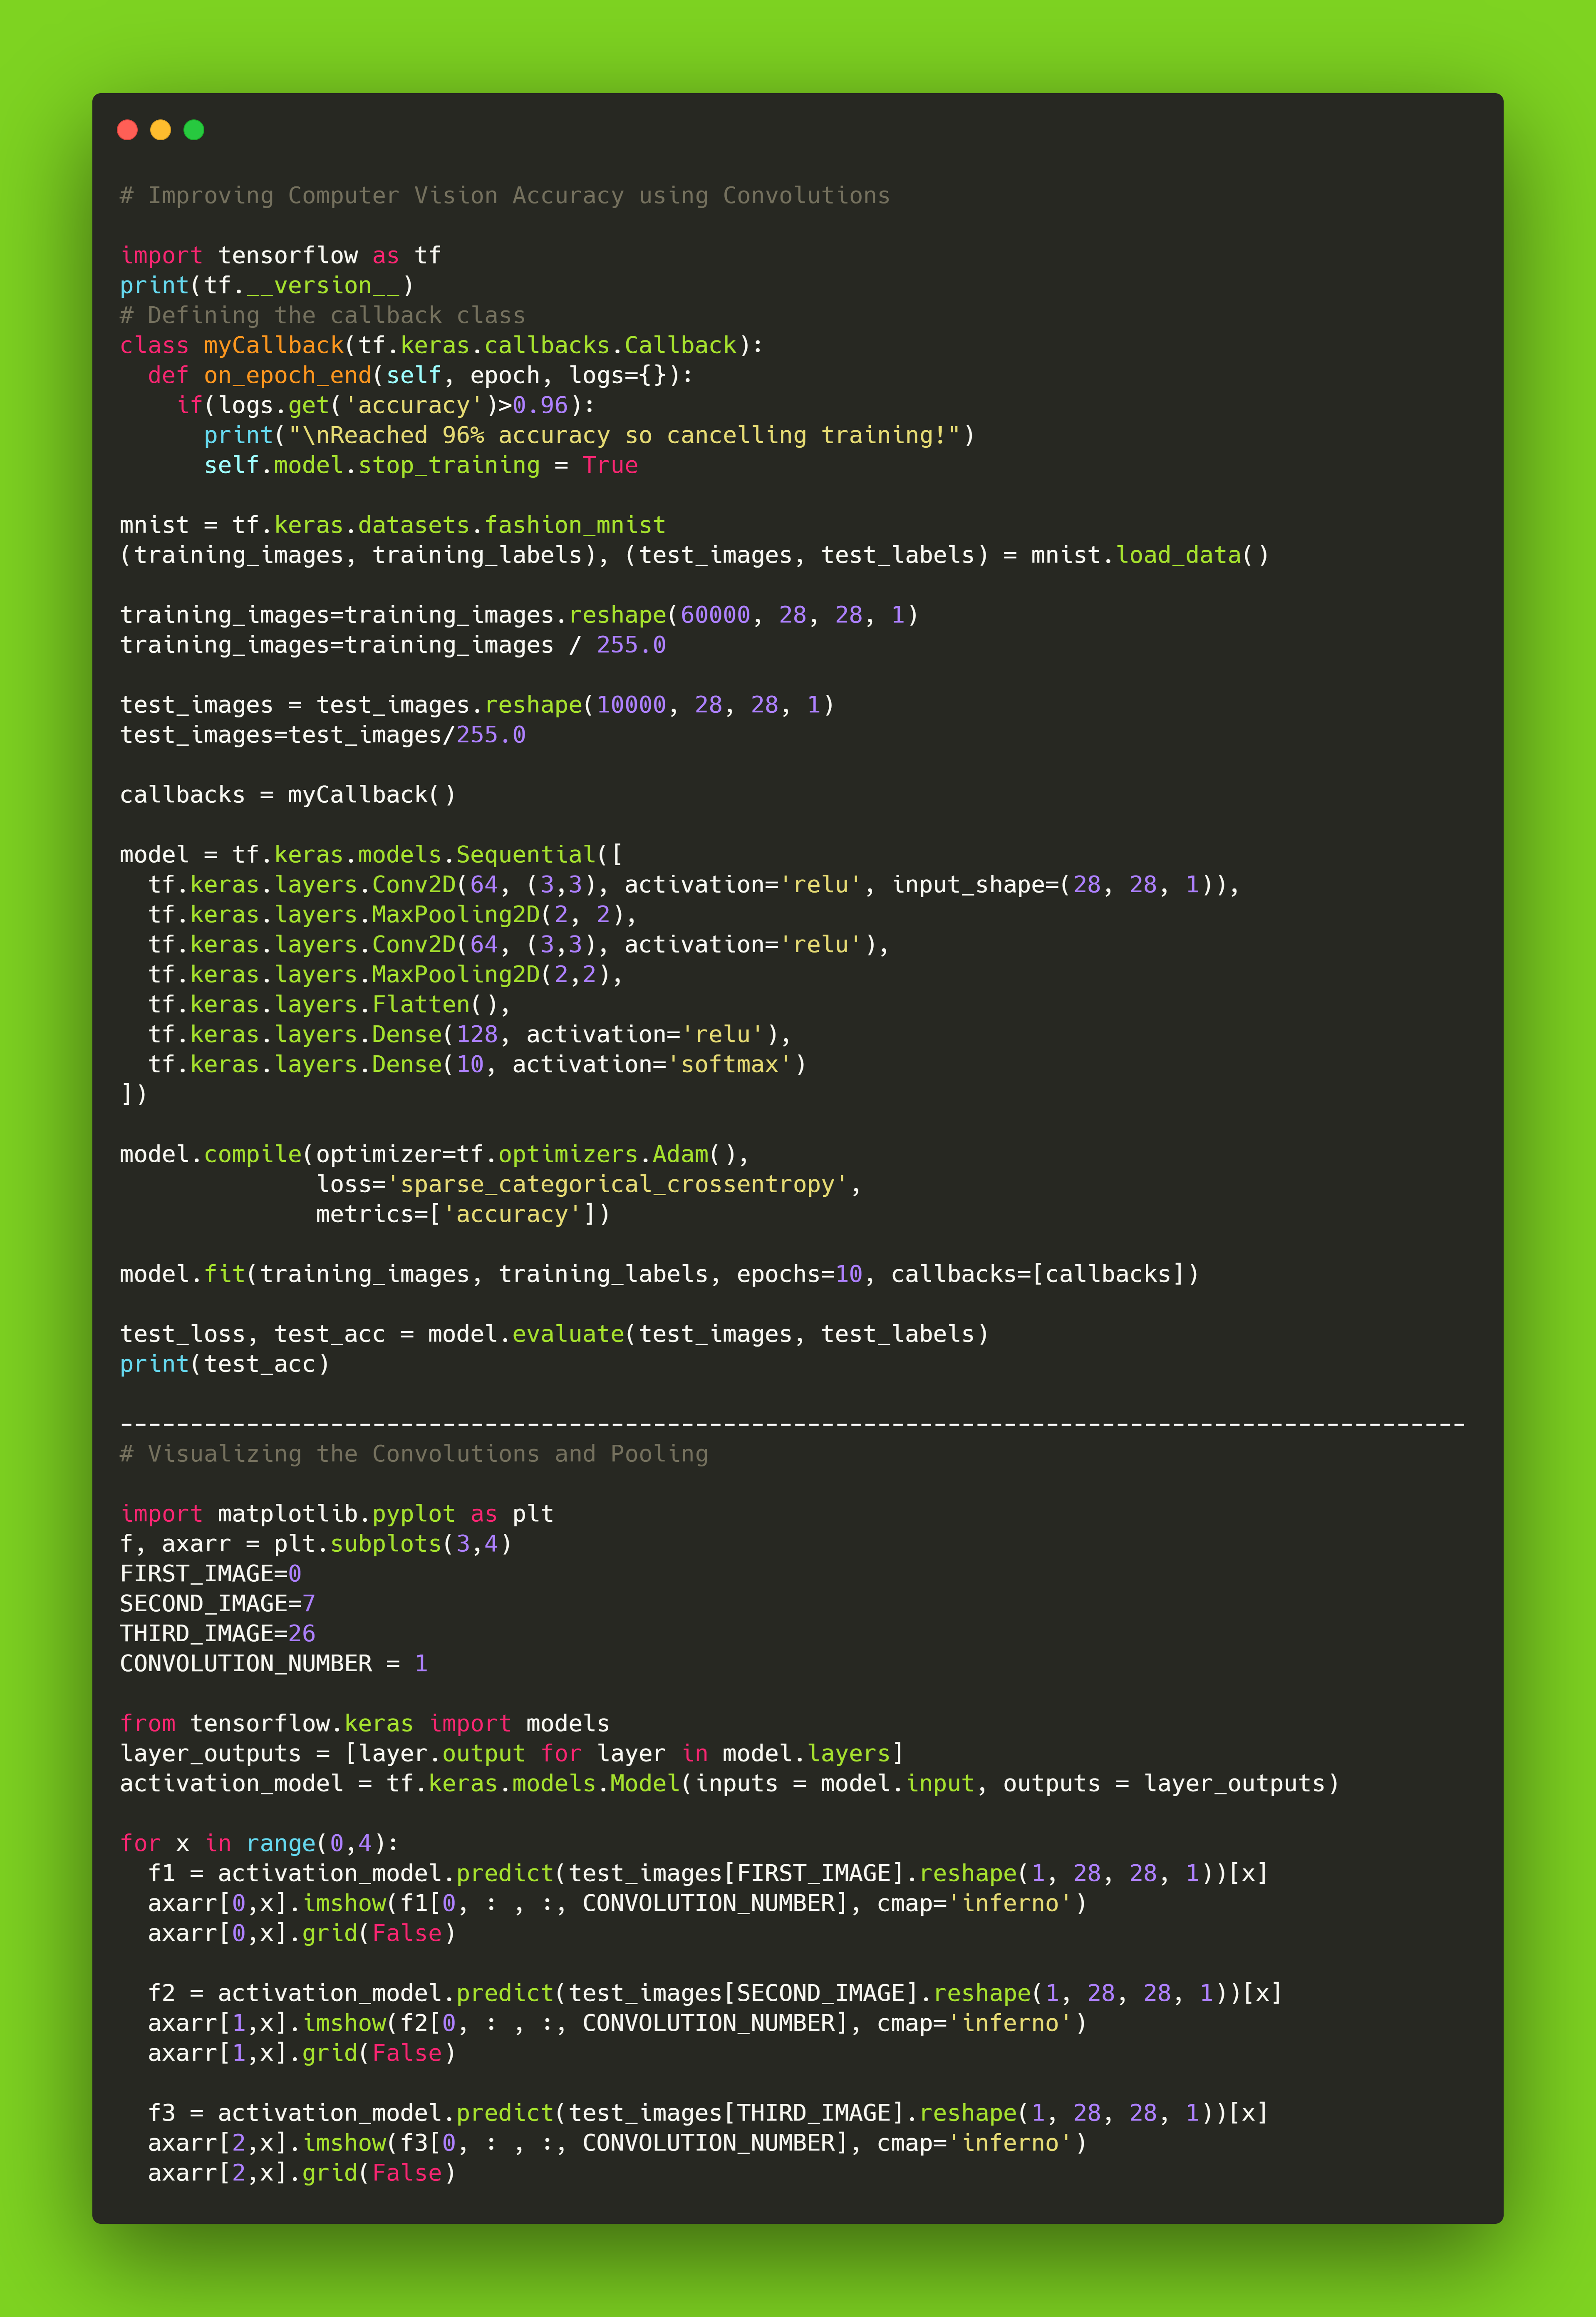 # Improving Computer Vision Accuracy using Convolutions
import tensorflow as tf
print(tf.__version__)
# Defining the callback class
class myCallback(tf.keras.callbacks.Callback):
  def on_epoch_end(self, epoch, logs={}):
    if(logs.get('accuracy')>0.96):
      print("\nReached 96% accuracy so cancelling training!")
      self.model.stop_training = True
mnist = tf.keras.datasets.fashion_mnist
(training_images, training_labels), (test_images, test_labels) = mnist.load_data()
training_images=training_images.reshape(60000, 28, 28, 1)
training_images=training_images / 255.0
test_images = test_images.reshape(10000, 28, 28, 1)
test_images=test_images/255.0
callbacks = myCallback()
model = tf.keras.models.Sequential([
  tf.keras.layers.Conv2D(64, (3,3), activation='relu', input_shape=(28, 28, 1)),
  tf.keras.layers.MaxPooling2D(2, 2),
  tf.keras.layers.Conv2D(64, (3,3), activation='relu'),
  tf.keras.layers.MaxPooling2D(2,2),
  tf.keras.layers.Flatten(),
  tf.keras.layers.Dense(128, activation='relu'),
  tf.keras.layers.Dense(10, activation='softmax')
])
model.compile(optimizer=tf.optimizers.Adam(),
              loss='sparse_categorical_crossentropy',
              metrics=['accuracy'])
model.fit(training_images, training_labels, epochs=10, callbacks=[callbacks])
test_loss, test_acc = model.evaluate(test_images, test_labels)
print(test_acc)
------------------------------------------------------------------------------------------------
# Visualizing the Convolutions and Pooling
import matplotlib.pyplot as plt
f, axarr = plt.subplots(3,4)
FIRST_IMAGE=0
SECOND_IMAGE=7
THIRD_IMAGE=26
CONVOLUTION_NUMBER = 1
from tensorflow.keras import models
layer_outputs = [layer.output for layer in model.layers]
activation_model = tf.keras.models.Model(inputs = model.input, outputs = layer_outputs)
for x in range(0,4):
  f1 = activation_model.predict(test_images[FIRST_IMAGE].reshape(1, 28, 28, 1))[x]
  axarr[0,x].imshow(f1[0, : , :, CONVOLUTION_NUMBER], cmap='inferno')
  axarr[0,x].grid(False)
  f2 = activation_model.predict(test_images[SECOND_IMAGE].reshape(1, 28, 28, 1))[x]
  axarr[1,x].imshow(f2[0, : , :, CONVOLUTION_NUMBER], cmap='inferno')
  axarr[1,x].grid(False)
  f3 = activation_model.predict(test_images[THIRD_IMAGE].reshape(1, 28, 28, 1))[x]
  axarr[2,x].imshow(f3[0, : , :, CONVOLUTION_NUMBER], cmap='inferno')
  axarr[2,x].grid(False)